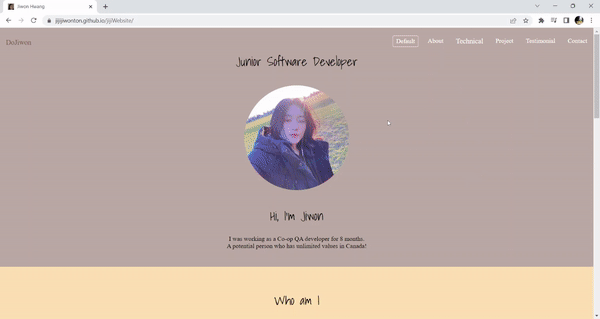 Jiwon Hwang
jijijiwonton.github.io/jijiWebsite/
DoJiwon
Default
About
Technical
Project
Testimonial
Contact
Junior Software Developer
Hi, I'm Jiwon
I was working as a Co-op QA developer for 8 months.
A potential person who has unlimited values in Canada!
Who am I